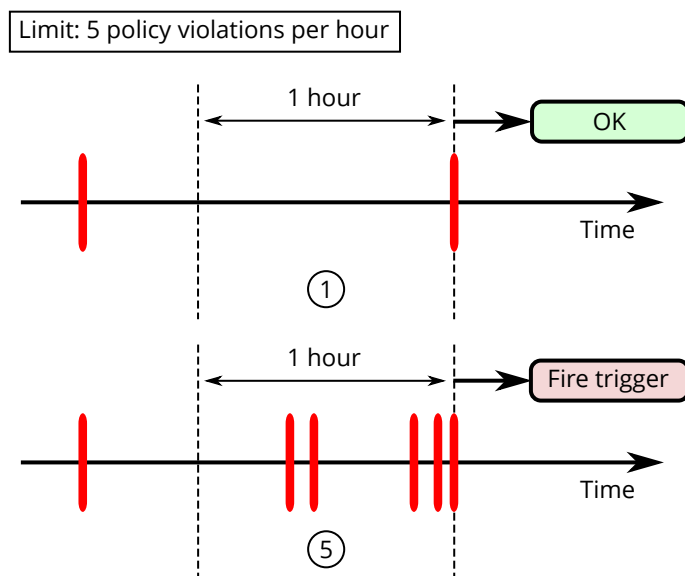 Limit: 5 policy violations per hour
1 hour
OK
Time
1
1 hour
Fire trigger
Time
5